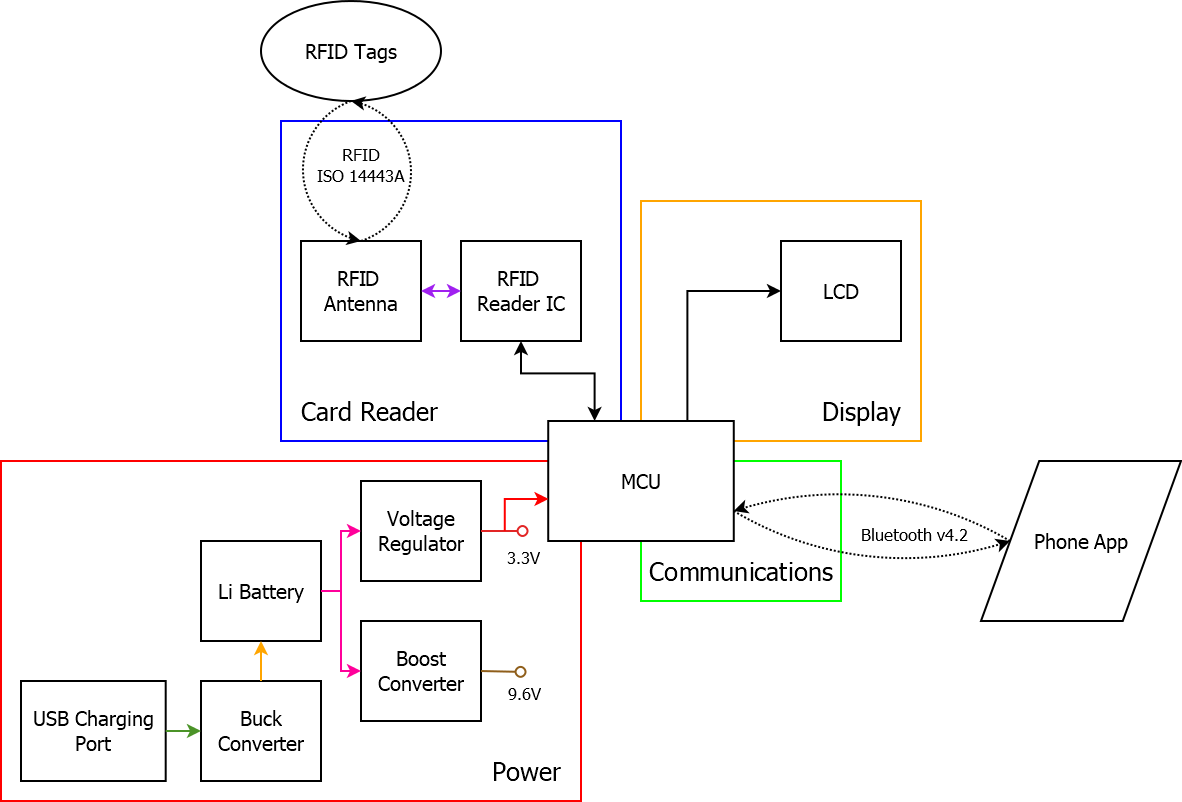 RFID Tags
RFID
ISO 14443A
RFID
Antenna
RFID
Reader IC
LCD
Card Reader
Display
MCU
Voltage
Regulator
3.3V
Bluetooth v4.2
Phone App
Communications
Li Battery
Boost
Converter
9.6V
USB Charging
Port
Buck
Converter
Power